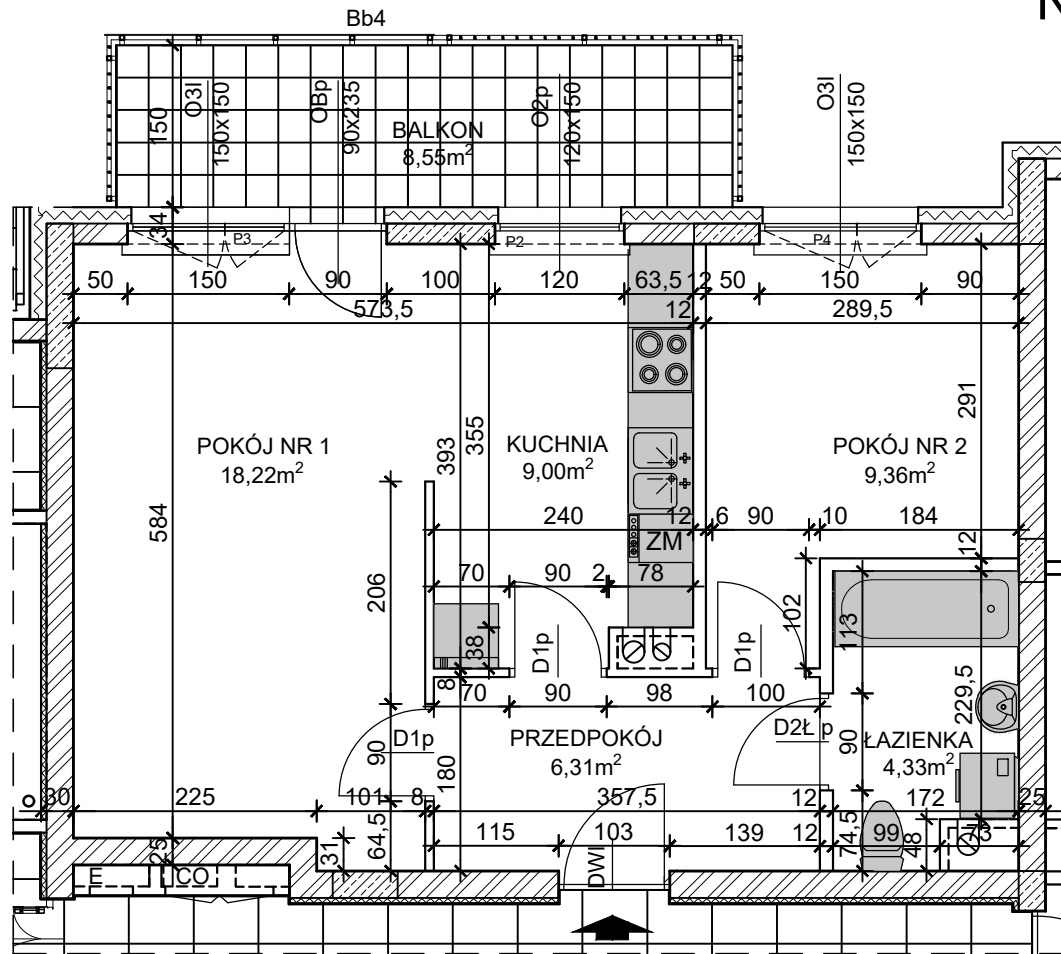 Bb4
N
150
O3l
150x150
OBp
90x235
BALKON
8,55m²
O2p
120x150
O3l
150x150
34
P3
P2
P4
50
150
90
100
120
63,5
12
50
150
90
573,5
12
289,5
POKÓJ NR 1
18,22m²
393
355
KUCHNIA
9,00m²
POKÓJ NR 2
9,36m²
291
584
206
240
12
6
90
10
184
ZM
12
70
90
2
78
102
113
38
D1p
D1p
8
70
90
98
100
229,5
D1p
90
180
PRZEDPOKÓJ
6,31m²
D2Ł p
90
ŁAZIENKA
4,33m²
30
225
101
8
357,5
12
172
25
64,5
115
103
139
12
74,5
99
48
73
31
25
E
CO
DWI